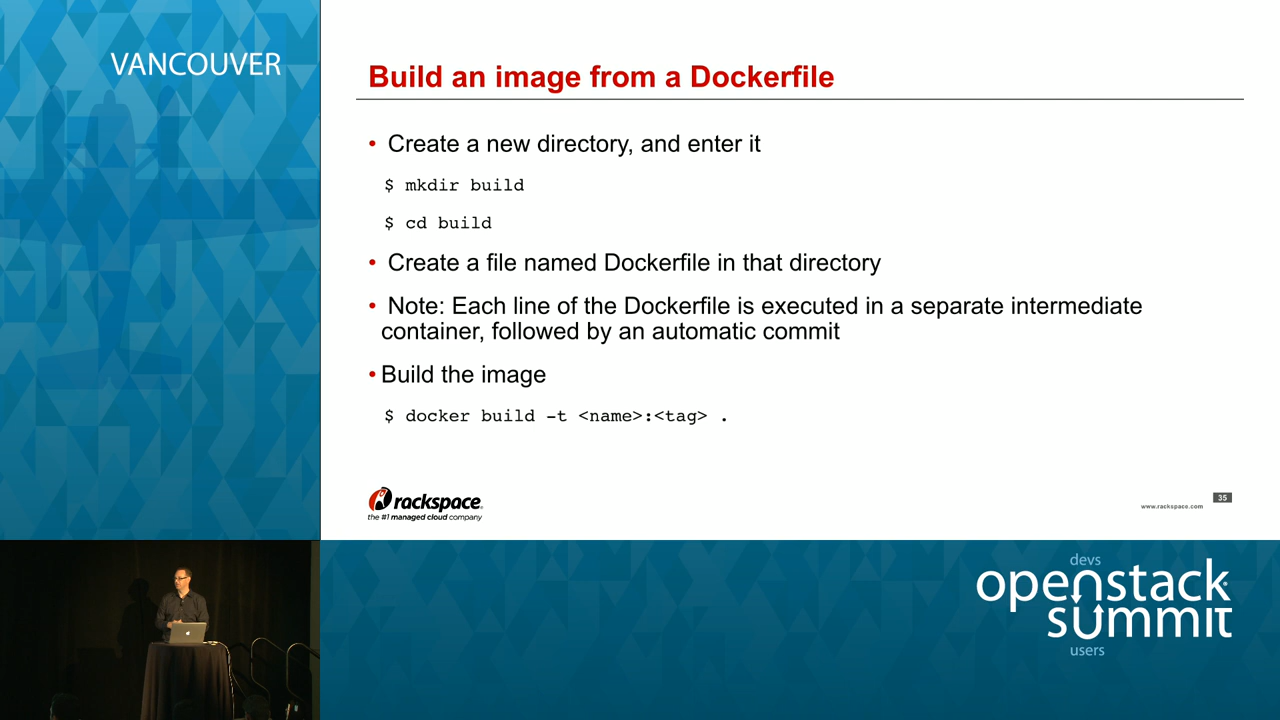 VANCOUVER
Build an image from a Dockerfile
• Create a new directory, and enter it
$ mkdir build
$ cd build
• Create a file named Dockerfile in that directory
• Note: Each line of the Dockerfile is executed in a separate intermediate
container, followed by an automatic commit
• Build the image
$ docker build -t <name>:<tag> .
rackspace
the #1 managed cloud company
35
www.rackspace.com
devs
openstack
summit
users